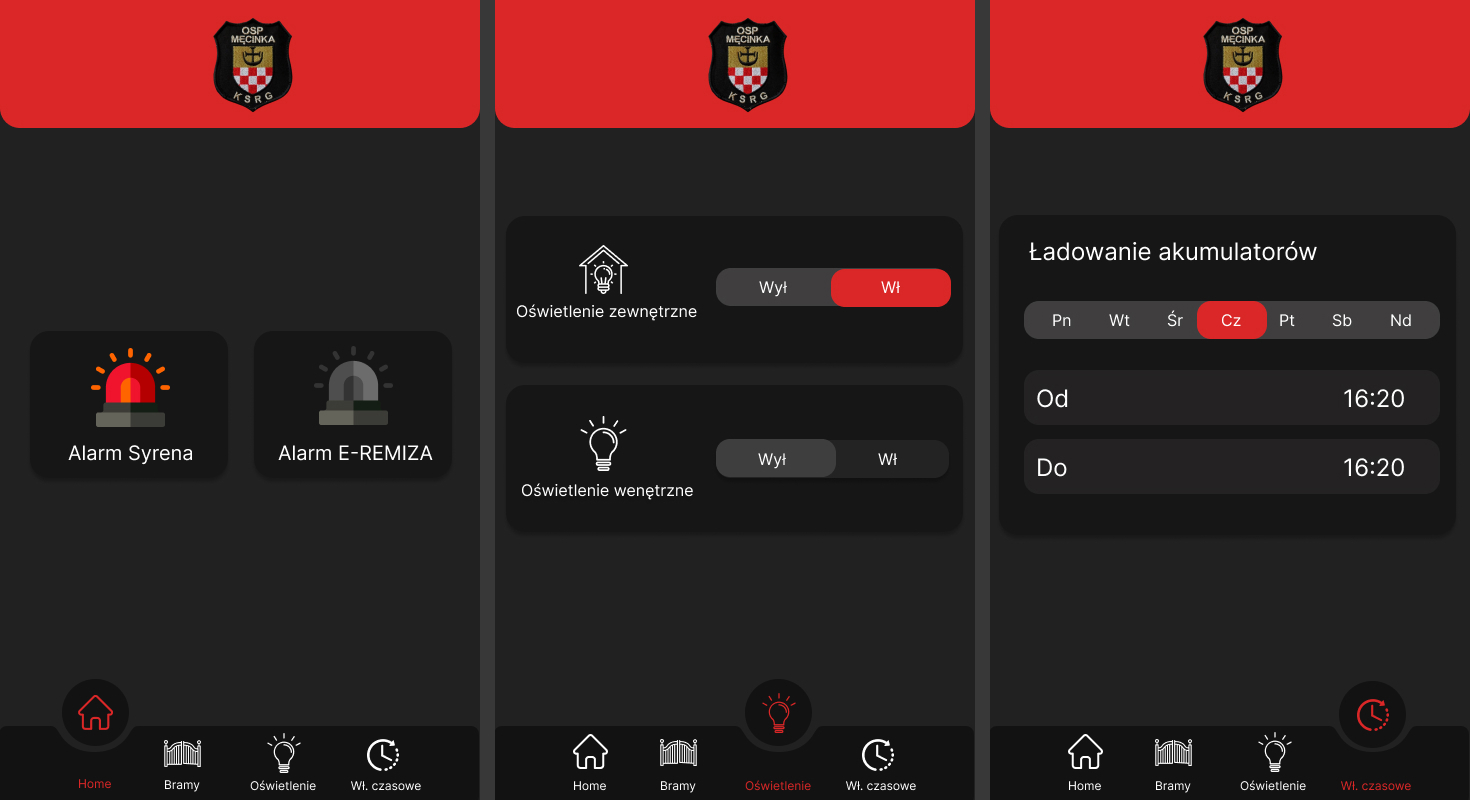 OSP
MĘCINKA
KSRG
Alarm Syrena
Alarm E-REMIZA
Home
Bramy
Oświetlenie
Wł. czasowe
OSP
MĘCINKA
KSRG
Oświetlenie zewnętrzne
Wył
Wł
Oświetlenie wenętrzne
Wył
Wł
Home
Bramy
Oświetlenie
Wł. czasowe
OSP
MĘCINKA
KSRG
Ładowanie akumulatorów
Pn Wt Śr Cz Pt Sb Nd
Od 16:20
Do 16:20
Home
Bramy
Oświetlenie
Wł. czasowe